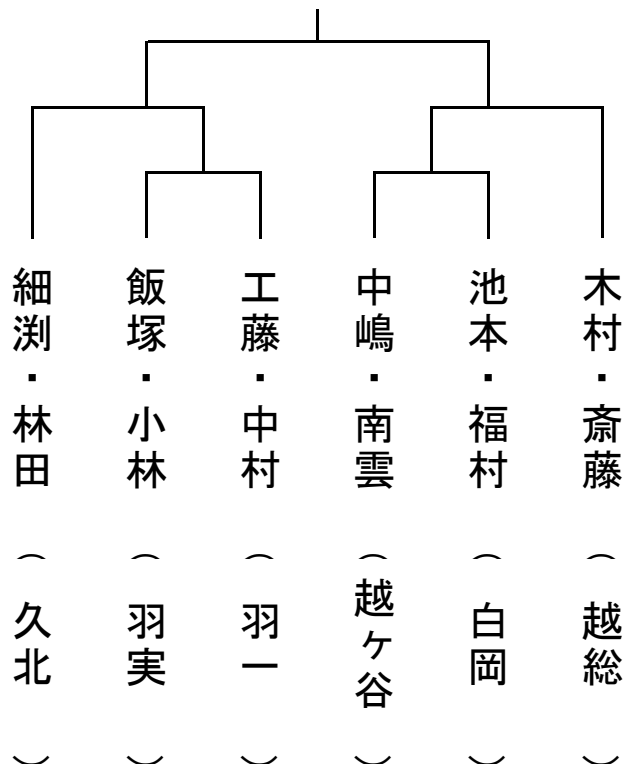 細渕・林田（久北）
飯塚・小林（羽実）
工藤・中村（羽一）
中嶋・南雲（越ヶ谷）
池本・福村（白岡）
木村・斎藤（越総）